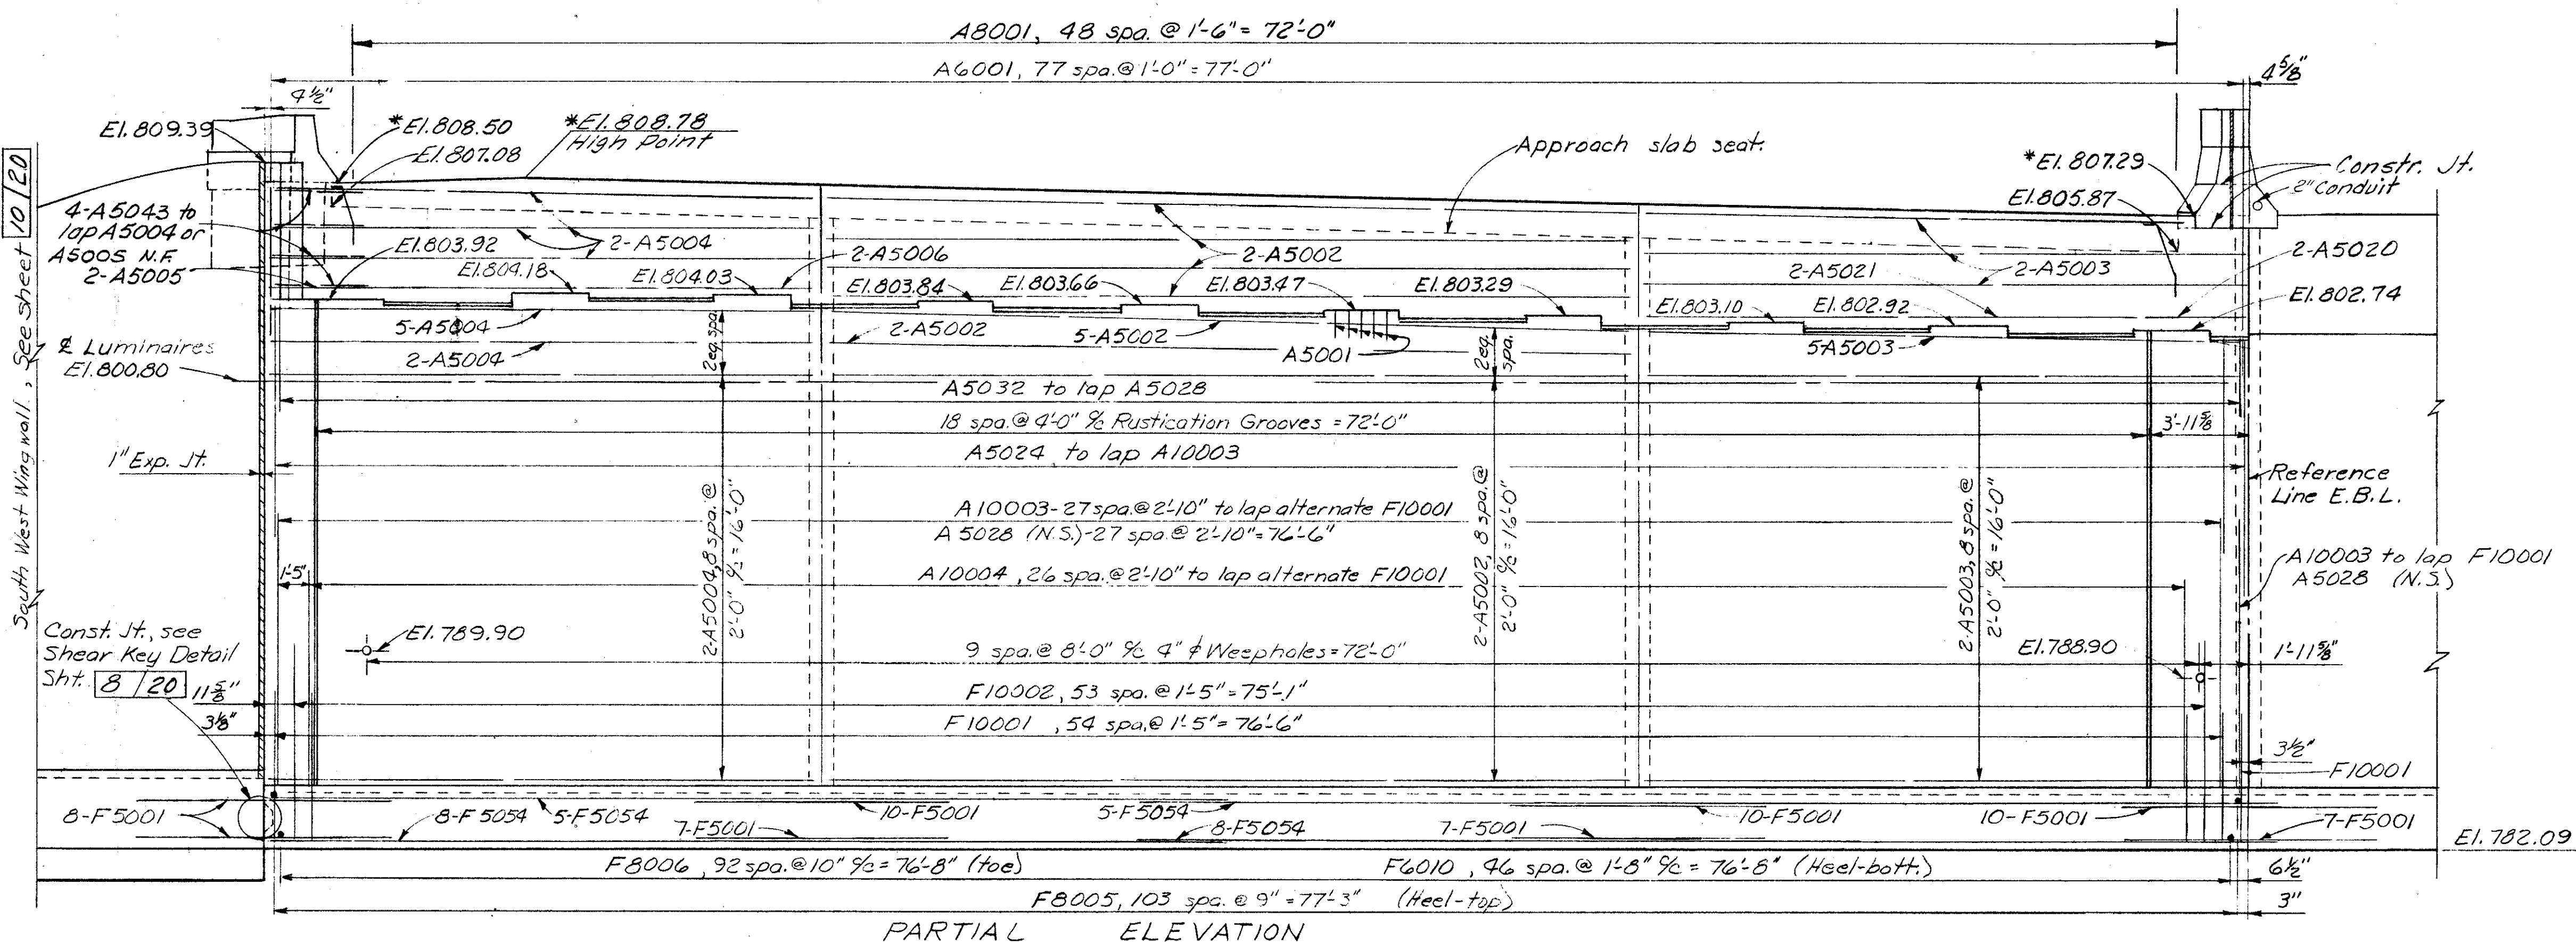 A8001, 48 spa. @ 1'-6" = 72'-0"
A6001, 77 spa. @ 1'-0" = 77'-0"
4 5/8"
4 1/2"
El. 809.39
*El. 808.50
El. 807.08
*El. 808.78
High Point
Approach slab seat.
*El. 807.29
El. 805.87
Constr. Jt.
2" Conduit
South West Wing wall, See sheet 10/20
4-A5043 to
lap A5004 or
A5005 N.F.
2-A5005
El. 803.92
El. 804.18
2-A5004
El. 804.03
2-A5006
El. 803.84
El. 803.66
2-A5002
El. 803.47
El. 803.29
2-A5021
2-A5003
2-A5020
El. 803.10
El. 802.92
El. 802.74
5-A5004
2-A5004
2 eq. spa.
2-A5002
5-A5002
A5001
2 eq.
spa.
5A5003
℄ Luminaires
El. 800.80
A5032 to lap A5028
18 spa. @ 4'-0" c/c Rustication Grooves = 72'-0"
3'-11 5/8"
A5024 to lap A10003
1" Exp. Jt.
Reference
Line E.B.L.
2-A5004, 8 spa. @
2'-0" c/c = 16'-0"
2-A5002, 8 spa. @
2'-0" c/c = 16'-0"
2-A5003, 8 spa. @
2'-0" c/c = 16'-0"
A10003-27 spa. @ 2'-10" to lap alternate F10001
A5028 (N.S.)-27 spa. @ 2'-10" = 76'-6"
1'-5"
A10004, 26 spa. @ 2'-10" to lap alternate F10001
A10003 to lap F10001
A5028 (N.S.)
Const. Jt., see
Shear Key Detail
Sht. 8/20
El. 789.90
9 spa. @ 8'-0" c/c 4" ϕ Weepholes = 72'-0"
El. 788.90
1'-11 5/8"
11 5/8"
F10002, 53 spa. @ 1'-5" = 75'-1"
3 1/8"
F10001, 54 spa. @ 1'-5" = 76'-6"
3 1/2"
F10001
8-F5001
8-F5054
5-F5054
7-F5001
10-F5001
5-F5054
8-F5054
7-F5001
10-F5001
10-F5001
7-F5001
El. 782.09
F8006, 92 spa. @ 10" c/c = 76'-8" (toe)
F6010, 46 spa. @ 1'-8" c/c = 76'-8" (Heel-bott.)
6 1/2"
F8005, 103 spa. @ 9" = 77'-3" (Heel-top)
3"
PARTIAL ELEVATION